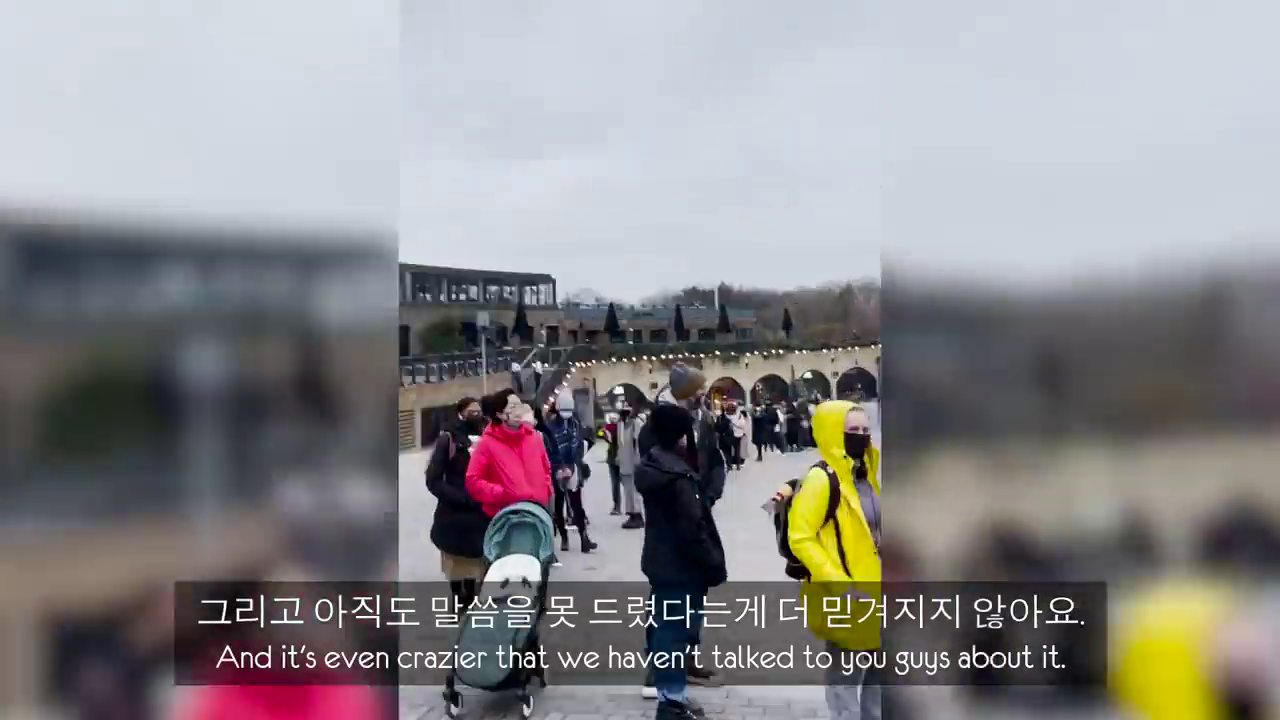 그리고 아직도 말씀을 못 드렸다는게 더 믿겨지지 않아요.
And it's even crazier that we haven't talked to you guys about it.